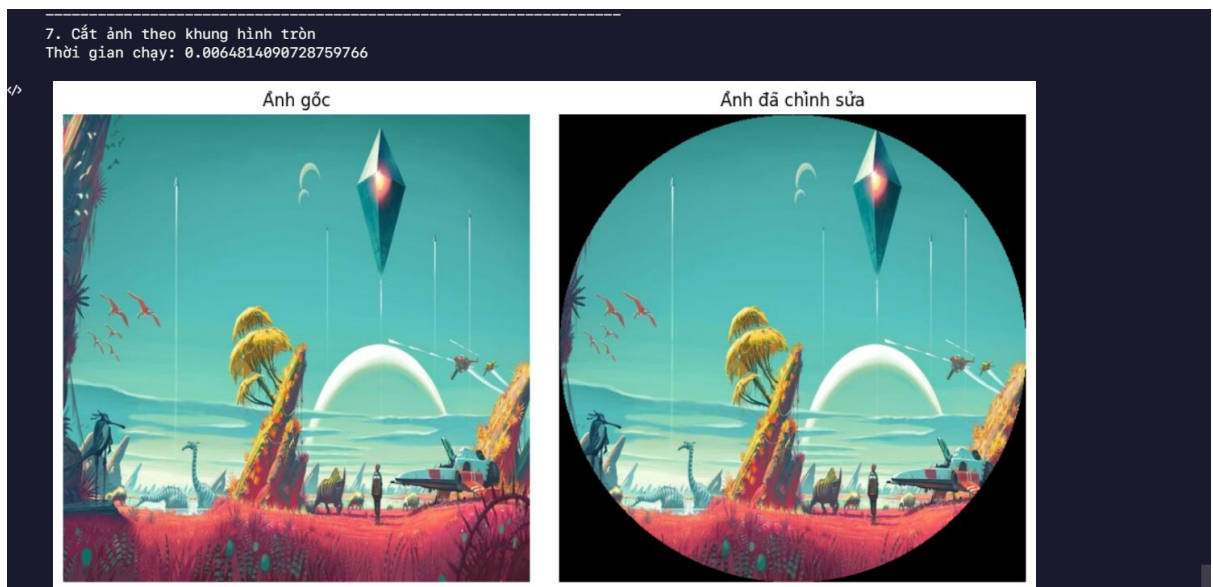 7. Cắt ảnh theo khung hình tròn
Thời gian chạy: 0.0064814090728759766
</>
Ảnh gốc
Ảnh đã chỉnh sửa